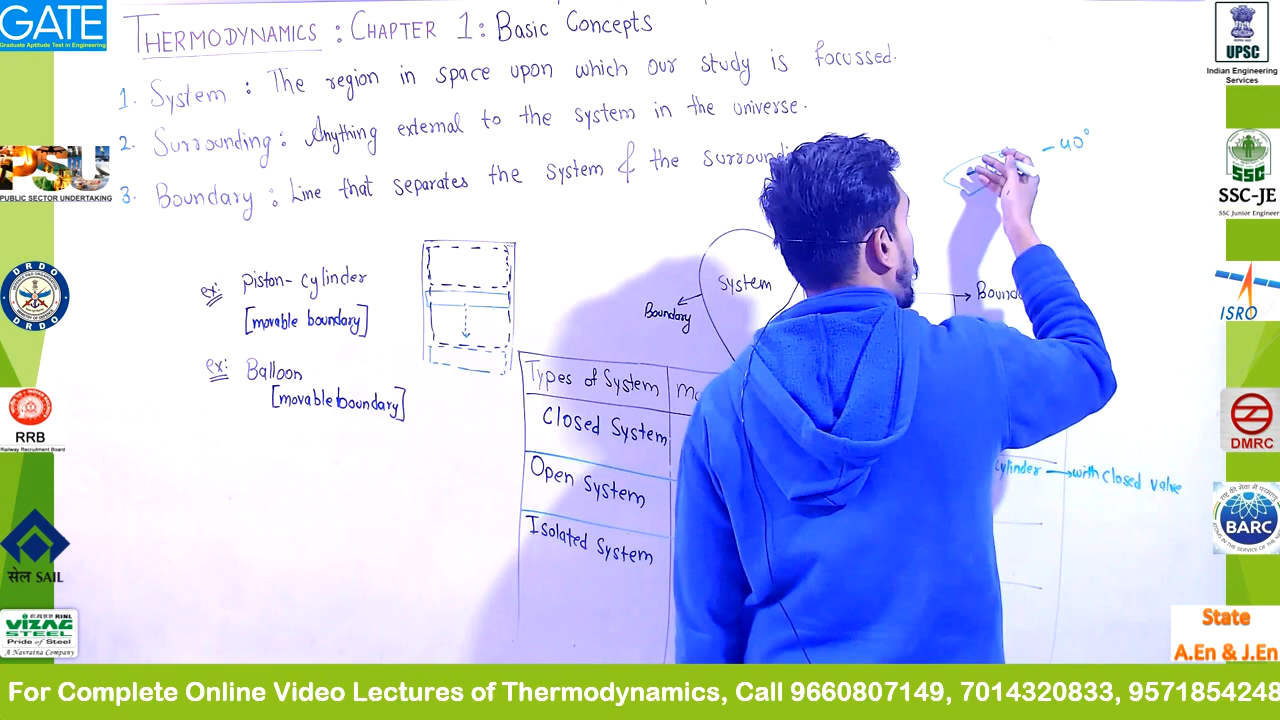 GATE
Graduate Aptitude Test in Engineering
THERMODYNAMICS : CHAPTER 1: Basic Concepts
1. System : The region in space upon which our study is focussed.
2. Surrounding : Anything external to the system in the universe.
3. Boundary : Line that separates the system & the surroundi
-40°
ex: Piston-cylinder
[movable boundary]
ex: Balloon
[movable boundary]
System
Boundary
Bound
Types of System
Closed System
Open System
Isolated System
cylinder → with closed valve
PSU
PUBLIC SECTOR UNDERTAKING
DRDO
RRB
Railway Recruitment Board
सेल SAIL
RINL
VIZAG
STEEL
Pride of Steel
A Navratna Company
UPSC
Indian Engineering
Services
SSC
SSC-JE
SSC Junior Engineer
ISRO
DMRC
BARC
State
A.En & J.En
For Complete Online Video Lectures of Thermodynamics, Call 9660807149, 7014320833, 9571854248